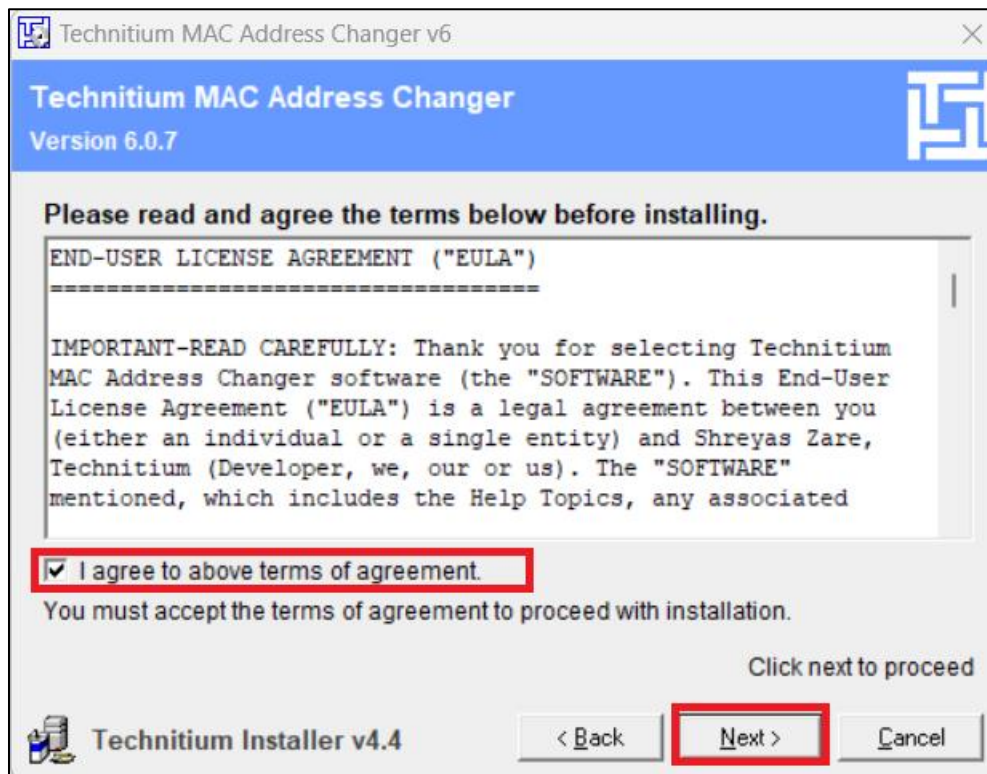 Technitium MAC Address Changer v6
Technitium MAC Address Changer
Version 6.0.7
Please read and agree the terms below before installing.
END-USER LICENSE AGREEMENT ("EULA")
===================================
IMPORTANT-READ CAREFULLY: Thank you for selecting Technitium
MAC Address Changer software (the "SOFTWARE"). This End-User
License Agreement ("EULA") is a legal agreement between you
(either an individual or a single entity) and Shreyas Zare,
Technitium (Developer, we, our or us). The "SOFTWARE"
mentioned, which includes the Help Topics, any associated
I agree to above terms of agreement.
You must accept the terms of agreement to proceed with installation.
Click next to proceed
Technitium Installer v4.4
< Back
Next >
Cancel